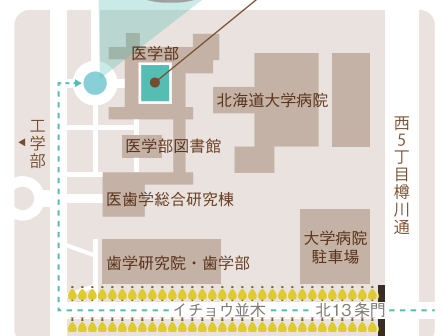 医学部
北海道大学病院
工学部
医学部図書館
西5丁目樽川通
医歯学総合研究棟
大学病院
駐車場
歯学研究院・歯学部
イチョウ並木
北13条門